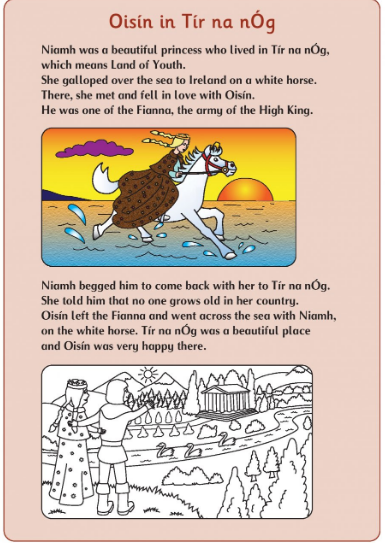 Oisín in Tír na nÓg
Niamh was a beautiful princess who lived in Tír na nÓg,
which means Land of Youth.
She galloped over the sea to Ireland on a white horse.
There, she met and fell in love with Oisín.
He was one of the Fianna, the army of the High King.
Niamh begged him to come back with her to Tír na nÓg.
She told him that no one grows old in her country.
Oisín left the Fianna and went across the sea with Niamh,
on the white horse. Tír na nÓg was a beautiful place
and Oisín was very happy there.